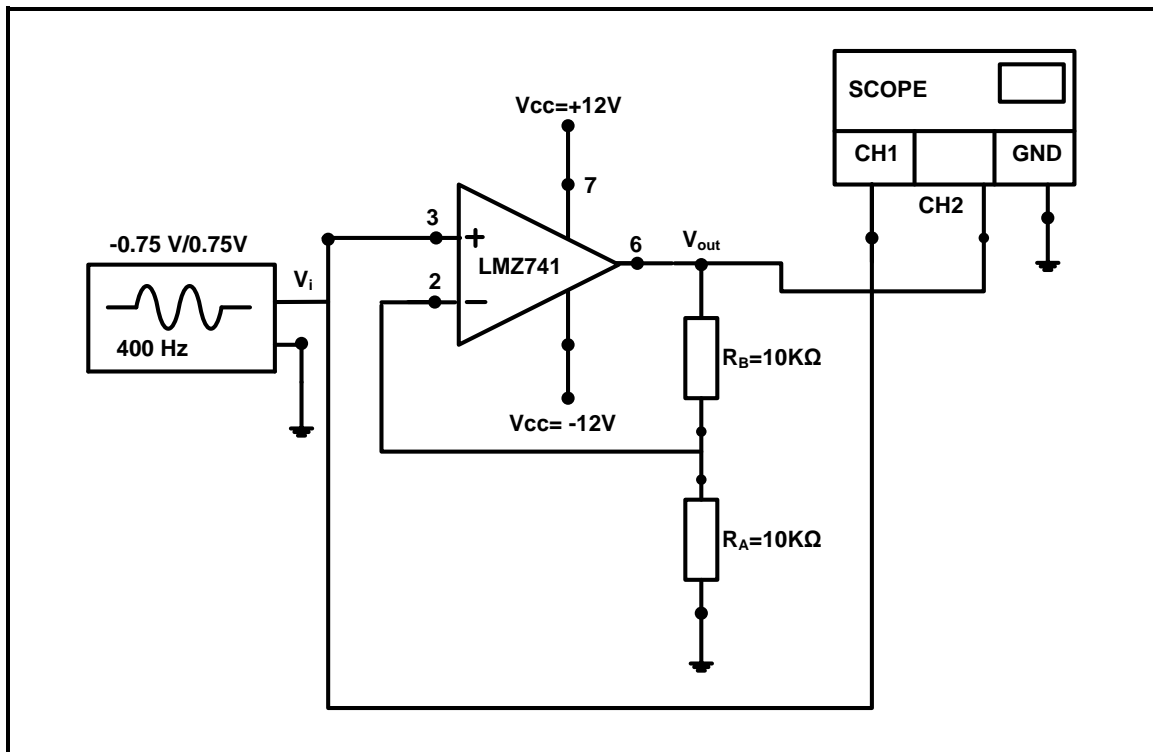 SCOPE
Vcc=+12V
CH1
GND
7
CH2
3
6
Vout
-0.75 V/0.75V
+
LMZ741
Vi
2
−
400 Hz
RB=10KΩ
Vcc= -12V
RA=10KΩ